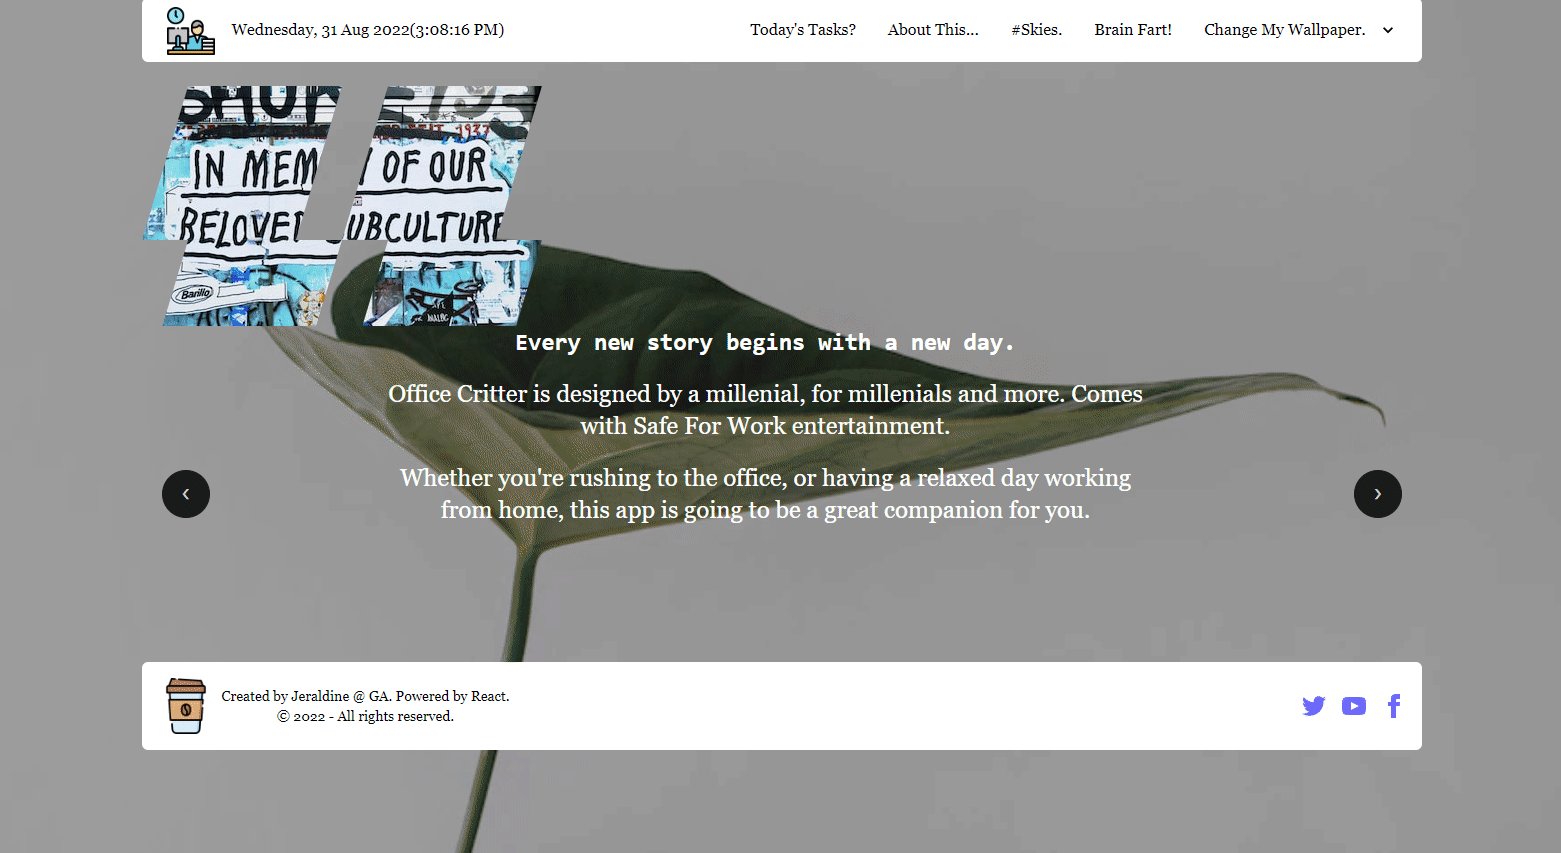 Wednesday, 31 Aug 2022(3:08:16 PM)
Today's Tasks?
About This...
#Skies.
Brain Fart!
Change My Wallpaper.
1937
IN MEM Y OF OUR
BELOVED SUBCULTURE
Barillo
Every new story begins with a new day.
Office Critter is designed by a millenial, for millenials and more. Comes
with Safe For Work entertainment.
Whether you're rushing to the office, or having a relaxed day working
from home, this app is going to be a great companion for you.
Created by Jeraldine @ GA. Powered by React.
© 2022 - All rights reserved.